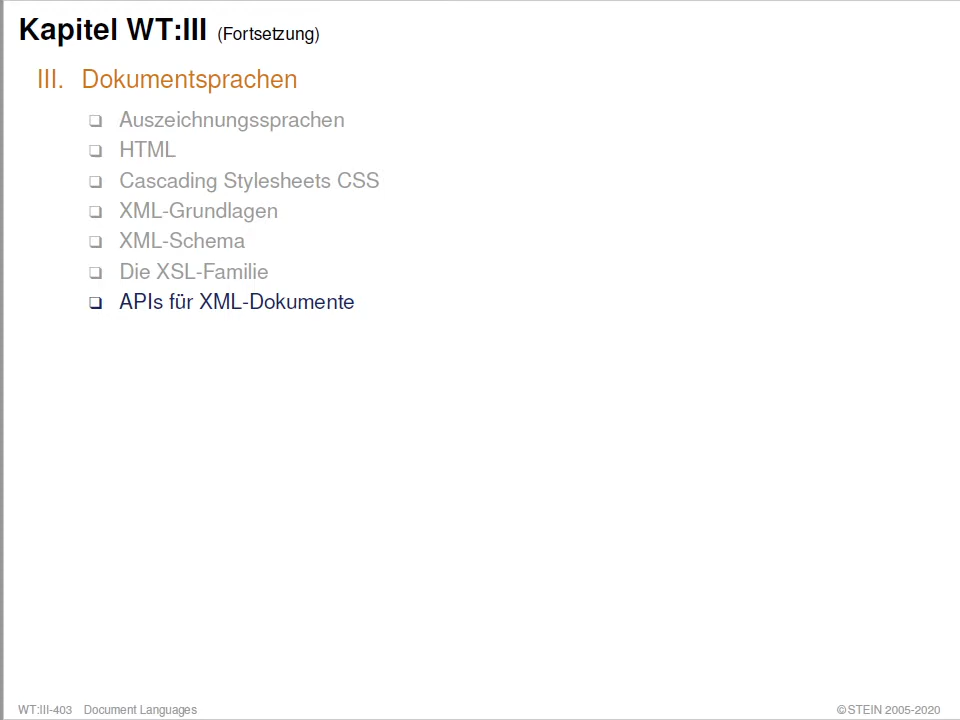 Kapitel WT:III (Fortsetzung)
III. Dokumentsprachen
❑ Auszeichnungssprachen
❑ HTML
❑ Cascading Stylesheets CSS
❑ XML-Grundlagen
❑ XML-Schema
❑ Die XSL-Familie
❑ APIs für XML-Dokumente
WT:III-403 Document Languages ©STEIN 2005-2020